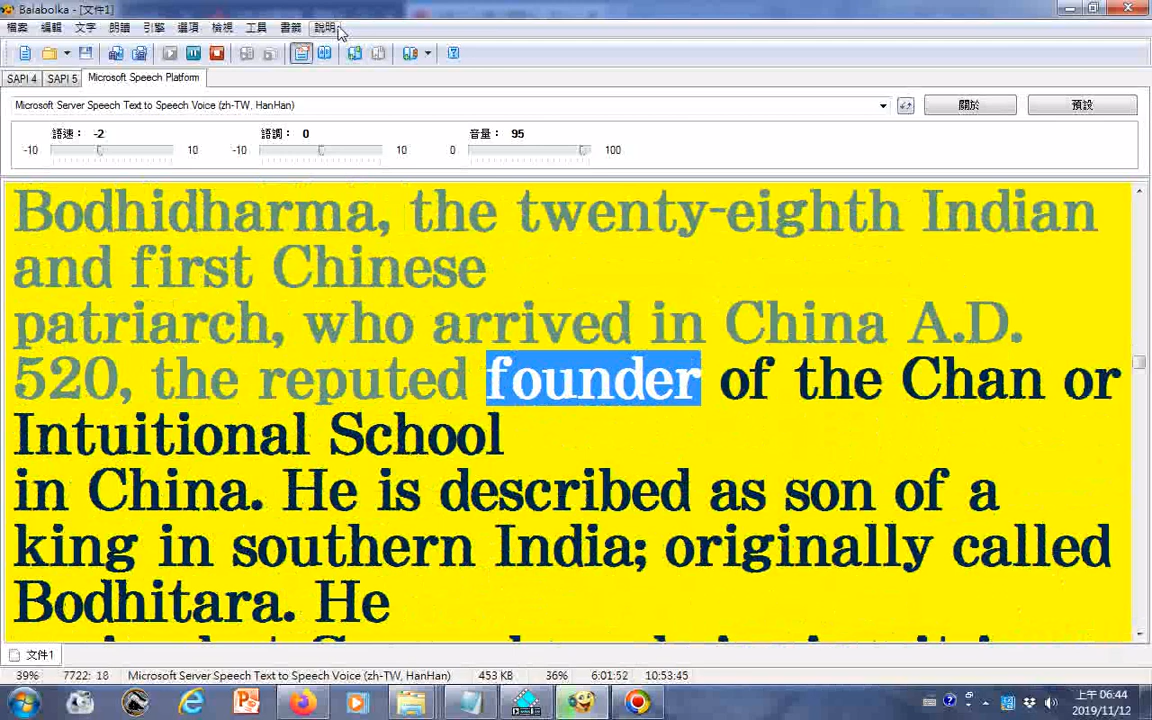 Balabolka - [文件1]
檔案 編輯 文字 朗讀 引擎 選項 檢視 工具 書籤 說明
SAPI 4 SAPI 5 Microsoft Speech Platform
Microsoft Server Speech Text to Speech Voice (zh-TW, HanHan) 關於 預設
語速： -2 語調： 0 音量： 95
-10 10 -10 10 0 100
Bodhidharma, the twenty-eighth Indian
and first Chinese
patriarch, who arrived in China A.D.
520, the reputed founder of the Chan or
Intuitional School
in China. He is described as son of a
king in southern India; originally called
Bodhitara. He
文件1
39% 7722: 18 Microsoft Server Speech Text to Speech Voice (zh-TW, HanHan) 453 KB 36% 6:01:52 10:53:45
上午 06:44
2019/11/12